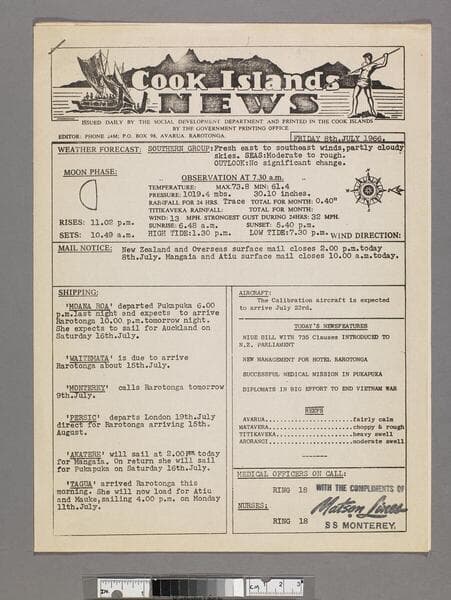 Cook Islands
NEWS
ISSUED DAILY BY THE SOCIAL DEVELOPMENT DEPARTMENT AND PRINTED IN THE COOK ISLANDS
BY THE GOVERNMENT PRINTING OFFICE
EDITOR: PHONE 24M; P.O. BOX 98, AVARUA, RAROTONGA.
FRIDAY 8th.JULY 1966.
WEATHER FORECAST: SOUTHERN GROUP:Fresh east to southeast winds,partly cloudy
skies. SEAS:Moderate to rough.
OUTLOOK:No significant change.
MOON PHASE:
OBSERVATION AT 7.30 a.m.
TEMPERATURE: MAX73.8 MIN: 61.4
PRESSURE: 1019.4 mbs. 30.10 inches.
RAINFALL FOR 24 HRS. Trace TOTAL FOR MONTH: 0.40"
TITIKAVEKA RAINFALL: TOTAL FOR MONTH:
WIND: 13 MPH. STRONGEST GUST DURING 24HRS: 32 MPH.
RISES: 11.02 p.m. SUNRISE: 6.48 a.m. SUNSET: 5.40 p.m.
SETS: 10.49 a.m. HIGH TIDE:1.30 p.m. LOW TIDE:7.30 p.m. WIND DIRECTION:
MAIL NOTICE: New Zealand and Overseas surface mail closes 2.00 p.m.today
8th.July. Mangaia and Atiu surface mail closes 10.00 a.m.today.
SHIPPING:
'MOANA ROA' departed Pukapuka 6.00
p.m.last night and expects to arrive
Rarotonga 10.00 p.m.tomorrow night.
She expects to sail for Auckland on
Saturday 16th.July.
'WAITEMATA' is due to arrive
Rarotonga about 15th.July.
'MONTEREY' calls Rarotonga tomorrow
9th.July.
'PERSIC' departs London 19th.July
direct for Rarotonga arriving 15th.
August.
'AKATERE' will sail at 2.00 pm today
for Mangaia. On return she will sail
for Pukapuka on Saturday 16th.July.
'TAGUA' arrived Rarotonga this
morning. She will now load for Atiu
and Mauke,sailing 4.00 p.m. on Monday
11th.July.
AIRCRAFT:
The Calibration aircraft is expected
to arrive July 23rd.
TODAY'S NEWSFEATURES
NIUE BILL WITH 735 Clauses INTRODUCED TO
N.Z. PARLIAMENT
NEW MANAGEMENT FOR HOTEL RAROTONGA
SUCCESSFUL MEDICAL MISSION IN PUKAPUKA
DIPLOMATS IN BIG EFFORT TO END VIETNAM WAR
REEFS
AVARUA....................fairly calm
MATAVERA..................choppy & rough
TITIKAVEKA................heavy swell
ARORANGI..................moderate swell
MEDICAL OFFICERS ON CALL:
RING 18
NURSES:
RING 18
WITH THE COMPLIMENTS OF
Matson Lines
SS MONTEREY.